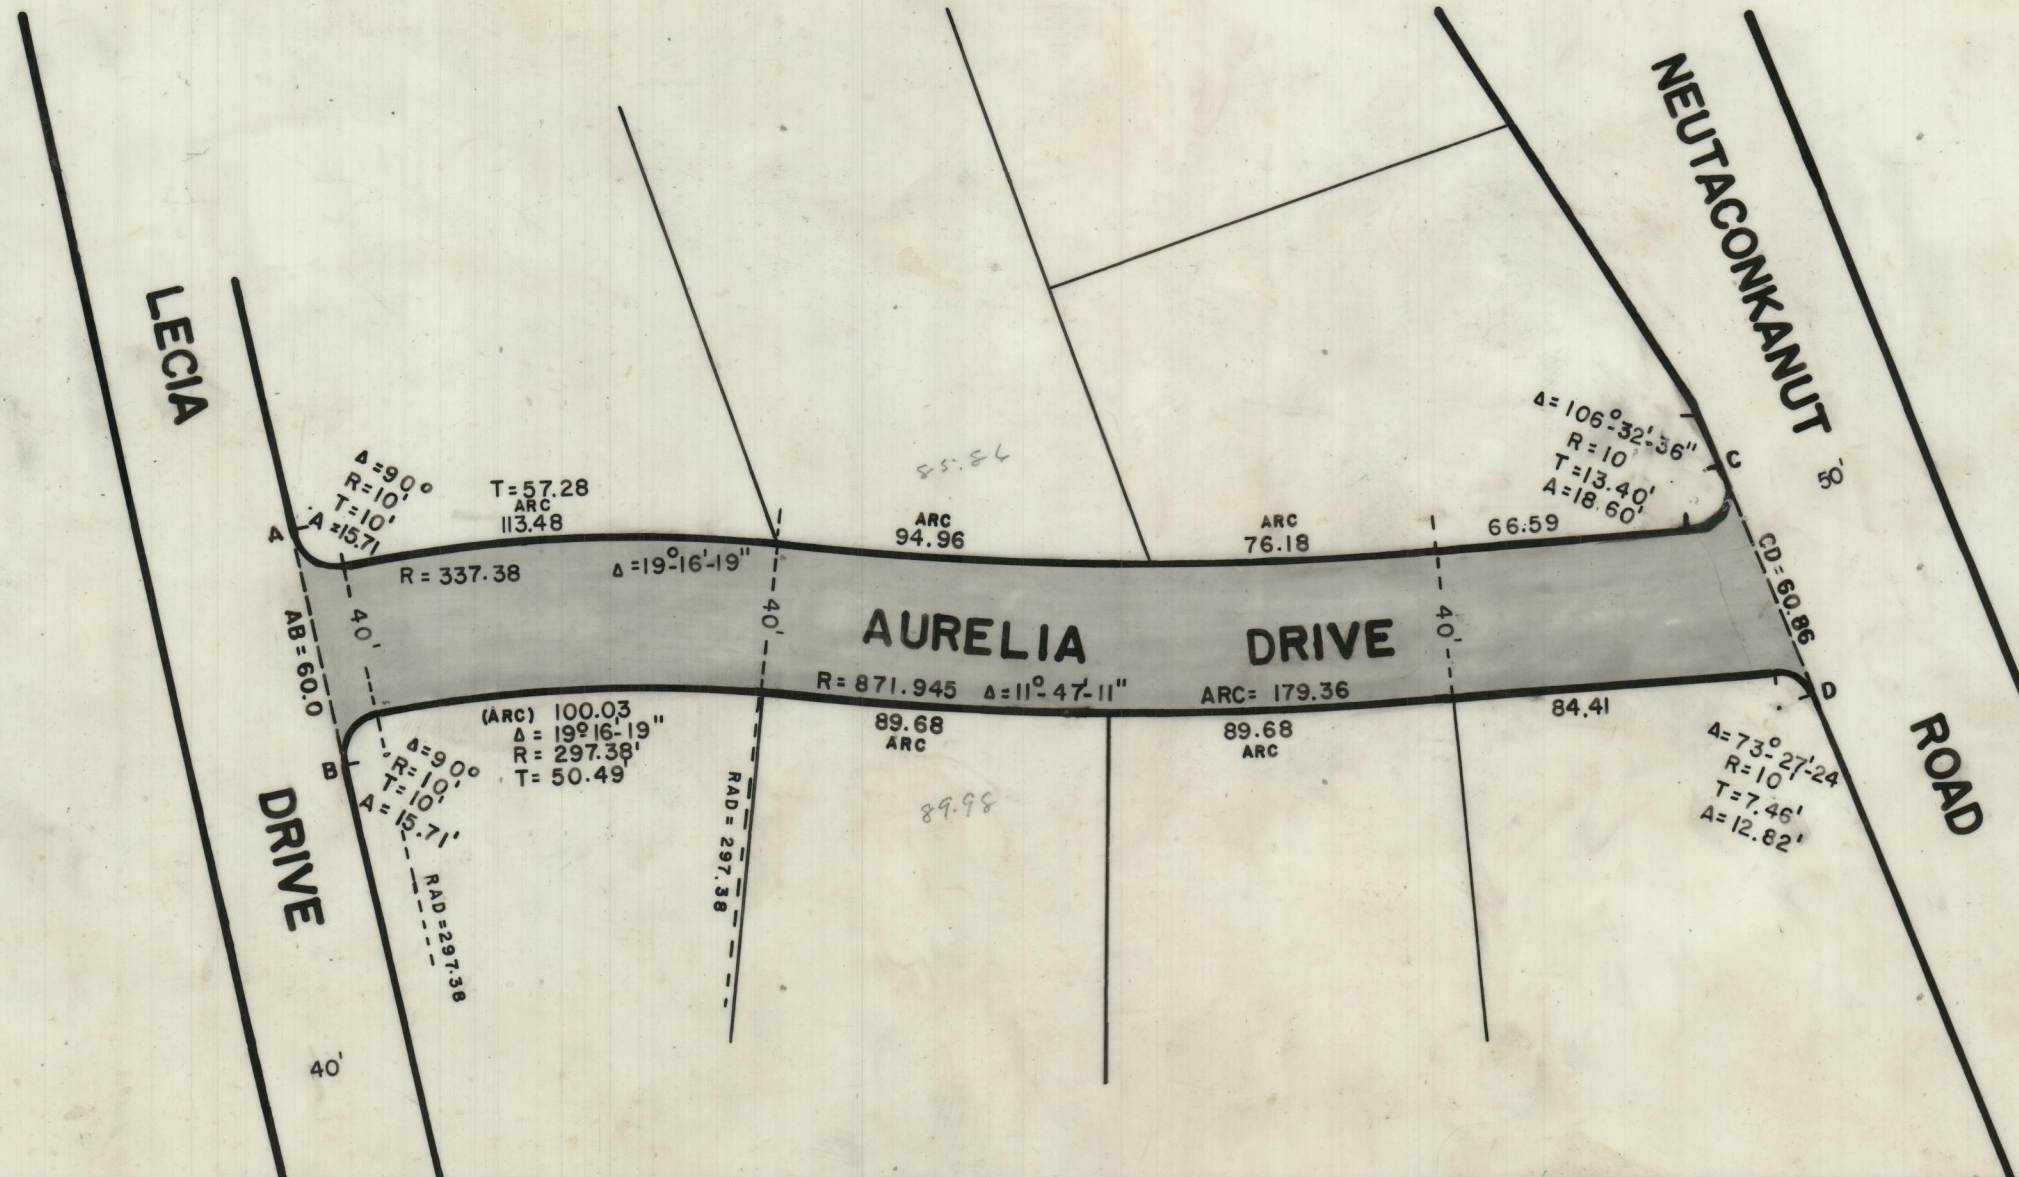 NEUTACONKANUT
ROAD
50'
LECIA
DRIVE
40'
Δ=90°
R=10'
T=10'
A=15.71
A
T=57.28
ARC
113.48
R=337.38
Δ=19°-16'-19"
85.86
ARC
94.96
ARC
76.18
66.59
Δ=106°-32'-36"
R=10'
T=13.40'
A=18.60'
C
CD=60.86
D
AB=60.0
40'
40'
40'
AURELIA DRIVE
R=871.945 Δ=11°-47'-11" ARC= 179.36
B
Δ=90°
R=10'
T=10'
A=15.71'
(ARC) 100.03
Δ= 19°16'-19"
R= 297.38'
T= 50.49'
89.68
ARC
89.68
ARC
84.41
Δ=73°-27'-24
R=10'
T=7.46'
A=12.82'
RAD=297.38
RAD= 297.38
89.98